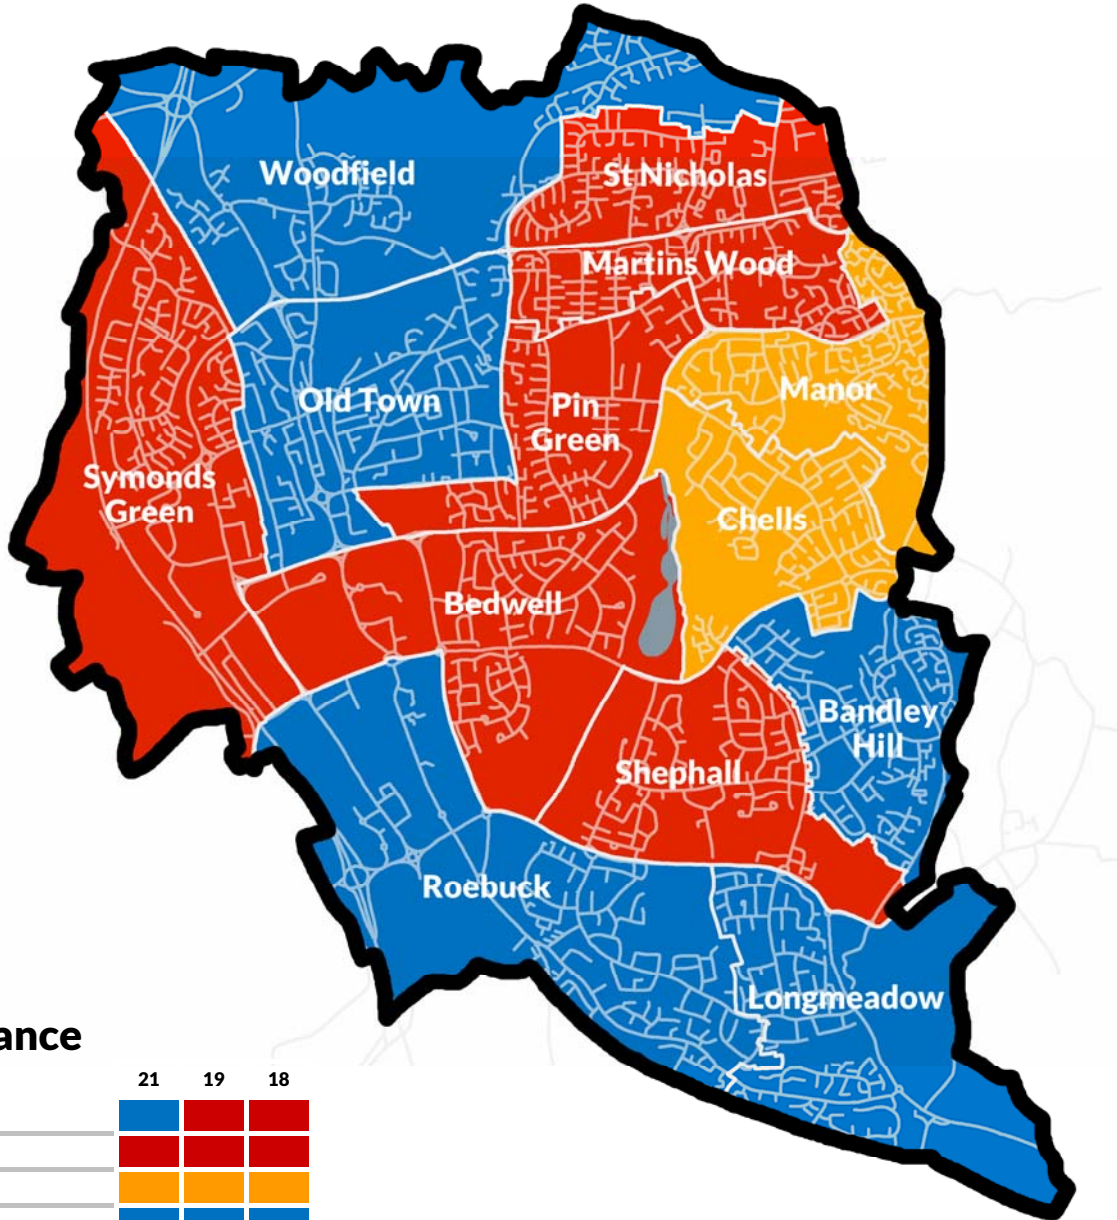 Woodfield
St Nicholas
Martins Wood
Manor
Old Town
Pin
Green
Symonds
Green
Chells
Bedwell
Bandley
Hill
Shephall
Roebuck
Longmeadow
ance
21 19 18